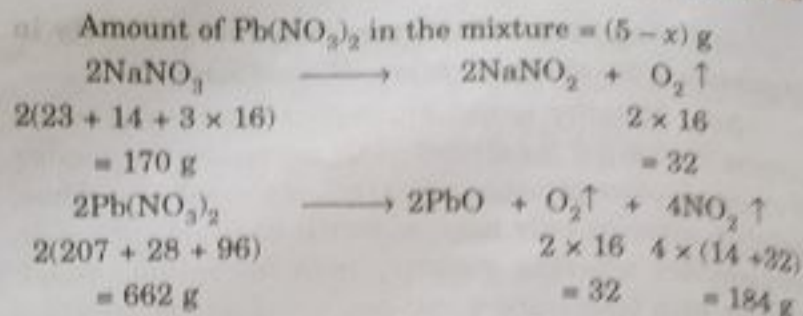 Amount of Pb(NO₃)₂ in the mixture = (5 – x) g
2NaNO₃ ⟶ 2NaNO₂ + O₂ ↑
2(23 + 14 + 3 × 16) 2 × 16
= 170 g = 32
2Pb(NO₃)₂ ⟶ 2PbO + O₂↑ + 4NO₂ ↑
2(207 + 28 + 96) 2 × 16 4 × (14 +32)
= 662 g = 32 = 184 g